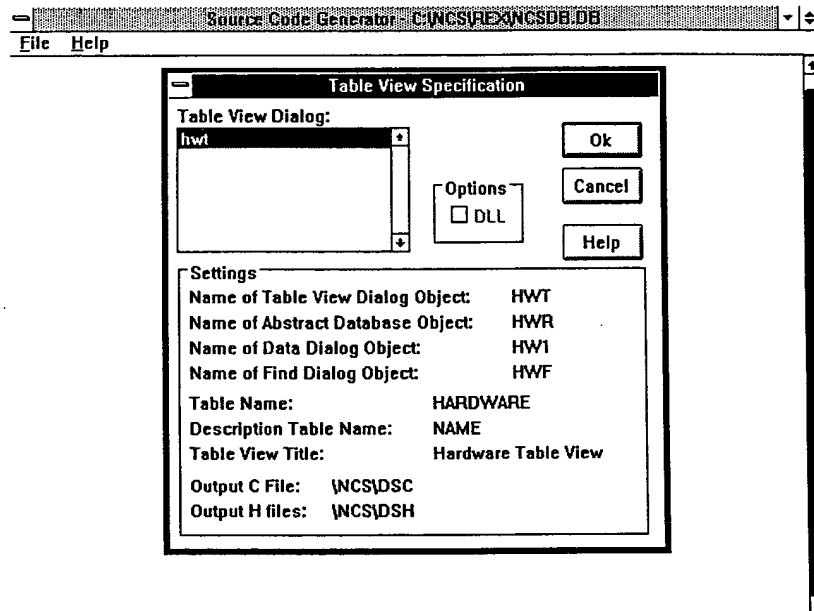 Source Code Generator - C:\NCS\REX\NCSDB.DB
File Help
Table View Specification
Table View Dialog:
hwt
Ok
Options
Cancel
DLL
Help
Settings
Name of Table View Dialog Object: HWT
Name of Abstract Database Object: HWR
Name of Data Dialog Object: HW1
Name of Find Dialog Object: HWF
Table Name: HARDWARE
Description Table Name: NAME
Table View Title: Hardware Table View
Output C File: \NCS\DSC
Output H files: \NCS\DSH